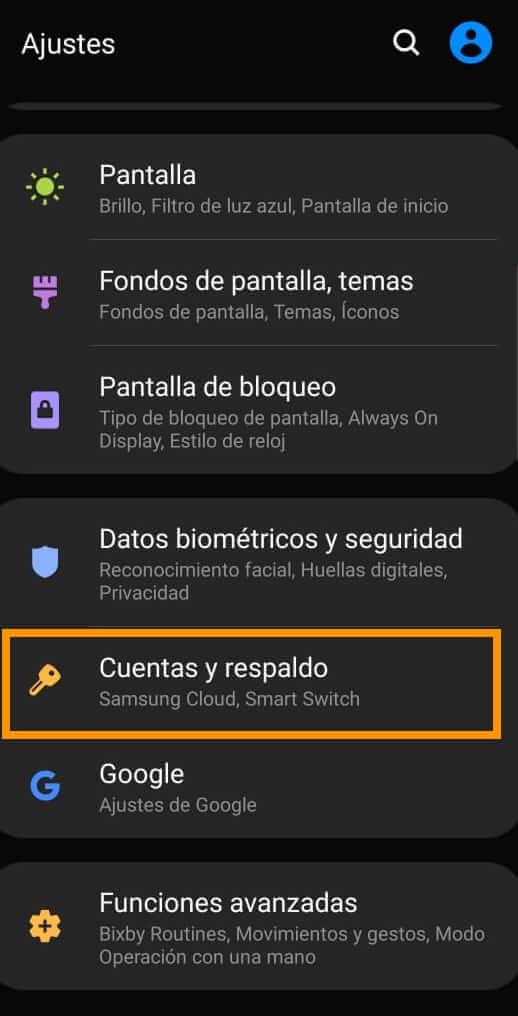 Ajustes
Pantalla
Brillo, Filtro de luz azul, Pantalla de inicio
Fondos de pantalla, temas
Fondos de pantalla, Temas, Íconos
Pantalla de bloqueo
Tipo de bloqueo de pantalla, Always On
Display, Estilo de reloj
Datos biométricos y seguridad
Reconocimiento facial, Huellas digitales,
Privacidad
Cuentas y respaldo
Samsung Cloud, Smart Switch
Google
Ajustes de Google
Funciones avanzadas
Bixby Routines, Movimientos y gestos, Modo
Operación con una mano